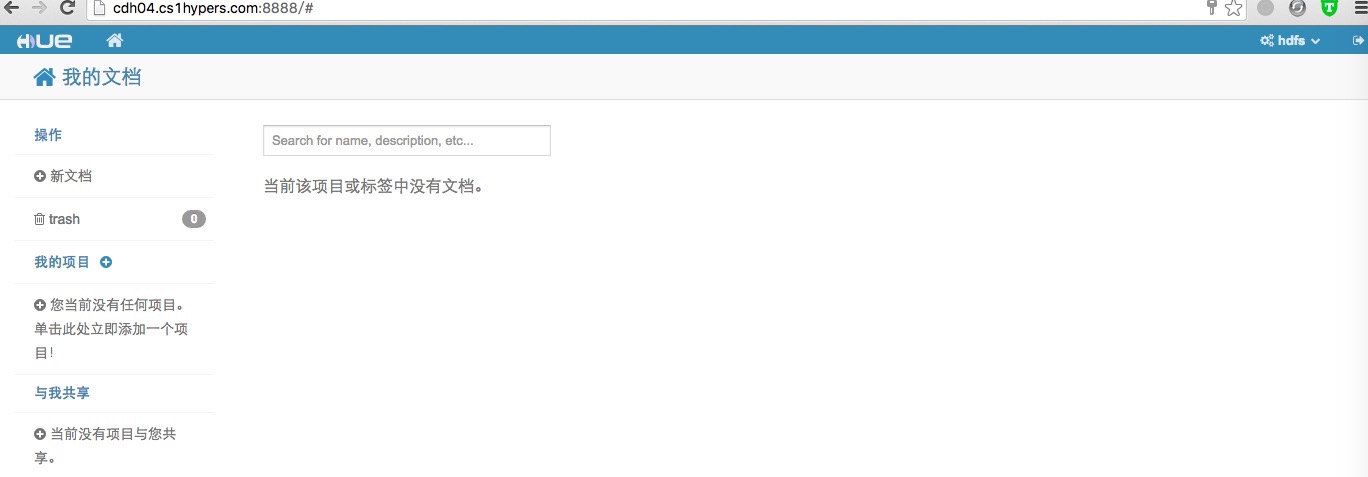 cdh04.cs1hypers.com:8888/#
HUE
hdfs
我的文档
操作
新文档
trash 0
我的项目
您当前没有任何项目。
单击此处立即添加一个项
目!
与我共享
当前没有项目与您共
享。
Search for name, description, etc...
当前该项目或标签中没有文档。